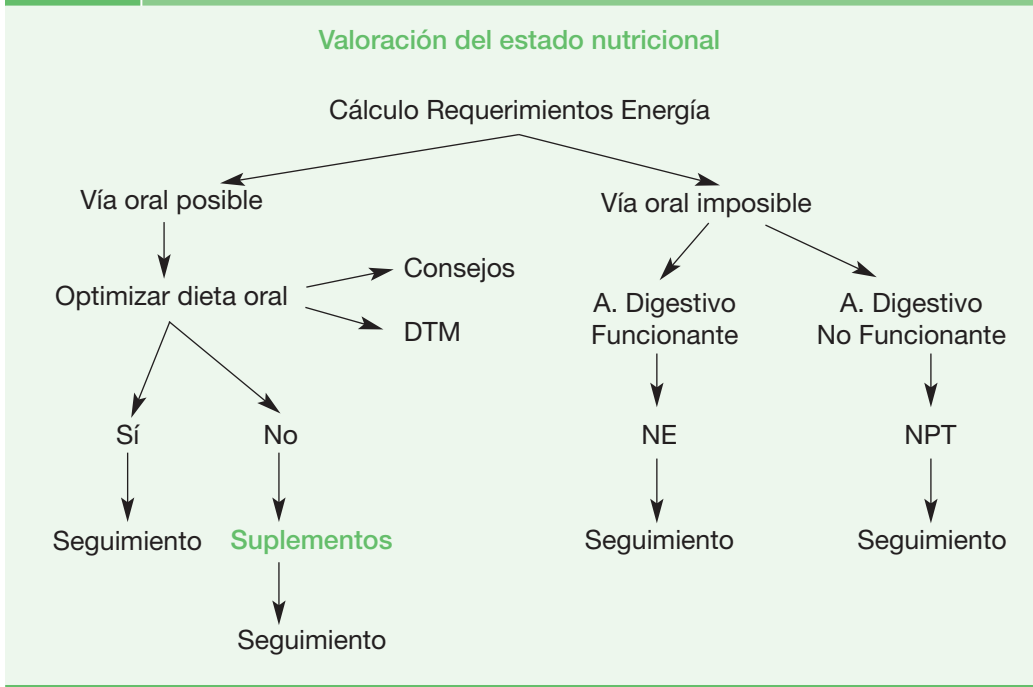 Valoración del estado nutricional
Cálculo Requerimientos Energía
Vía oral posible
Vía oral imposible
Optimizar dieta oral
Consejos
DTM
A. Digestivo
Funcionante
A. Digestivo
No Funcionante
Sí
No
NE
NPT
Seguimiento
Suplementos
Seguimiento
Seguimiento
Seguimiento